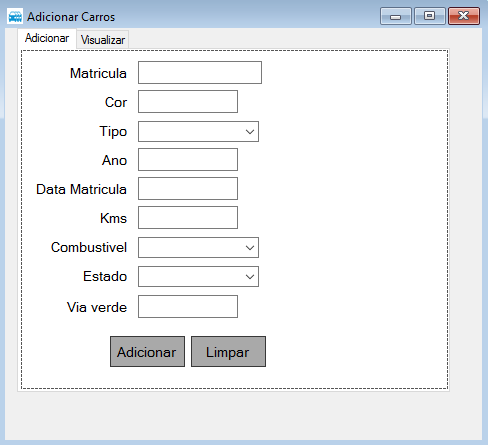 Adicionar Carros
Adicionar Visualizar
Matricula
Cor
Tipo
Ano
Data Matricula
Kms
Combustivel
Estado
Via verde
Adicionar Limpar